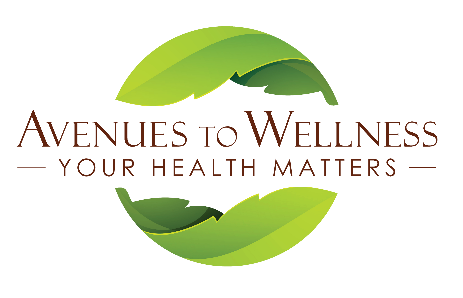 AVENUES TO WELLNESS
— YOUR HEALTH MATTERS —